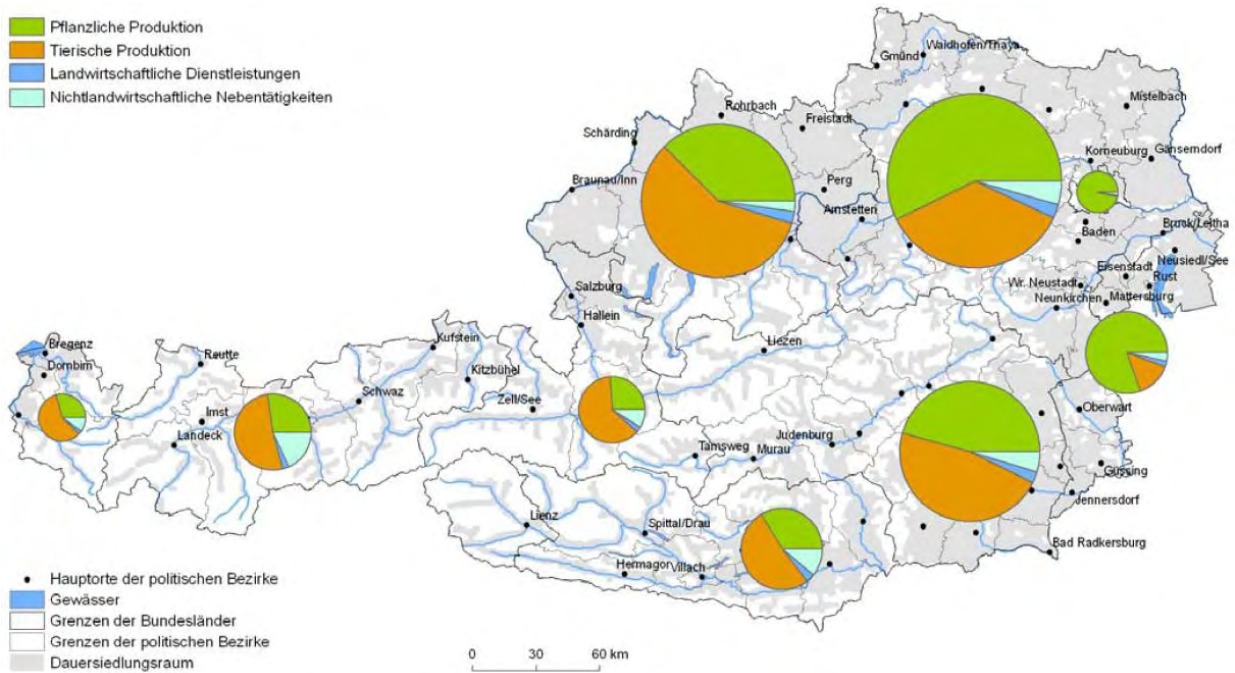 Pflanzliche Produktion
Tierische Produktion
Landwirtschaftliche Dienstleistungen
Nichtlandwirtschaftliche Nebentätigkeiten
Waidhofen/Thaya
Gmünd
Mistelbach
Rohrbach
Freistadt
Schärding
Korneuburg
Gänserndorf
Braunau/Inn
Perg
Amstetten
Baden
Bruck/Leitha
Neusiedl/See
Eisenstadt
Rust
Wr. Neustadt
Mattersburg
Neunkirchen
Salzburg
Hallein
Bregenz
Dornbirn
Reutte
Kufstein
Kitzbühel
Liezen
Schwaz
Zell/See
Imst
Landeck
Oberwart
Judenburg
Tamsweg
Murau
Güssing
Jennersdorf
Lienz
Spittal/Drau
Bad Radkersburg
Hermagor
Villach
Hauptorte der politischen Bezirke
Gewässer
Grenzen der Bundesländer
Grenzen der politischen Bezirke
Dauersiedlungsraum
0 30 60 km